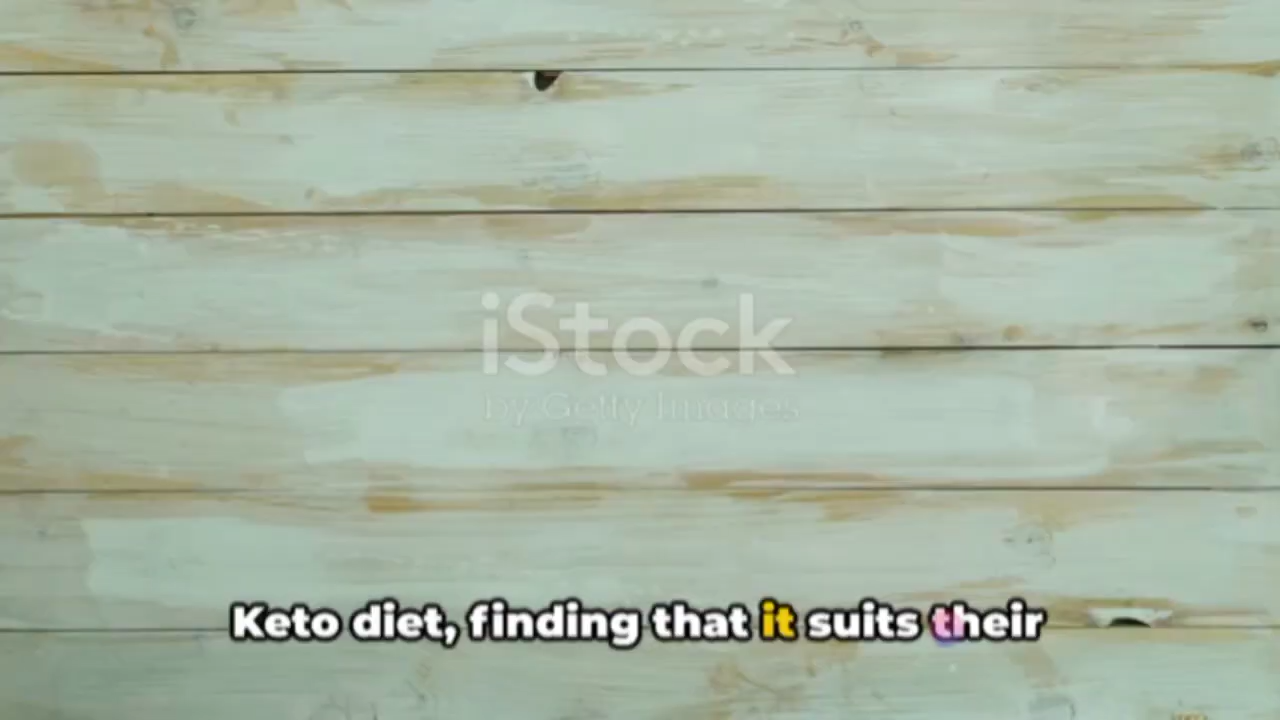 iStock
by Getty Images
Keto diet, finding that it suits their